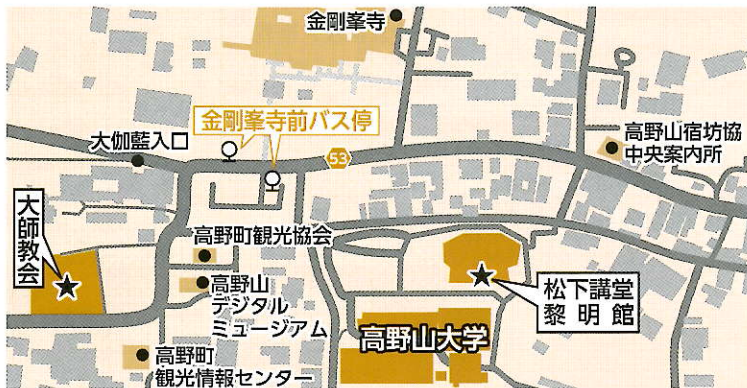 金剛峯寺
金剛峯寺前バス停
大伽藍入口
53
高野山宿坊協
中央案内所
大師教会
高野町観光協会
高野山
デジタル
ミュージアム
松下講堂
黎明館
高野山大学
高野町
観光情報センター